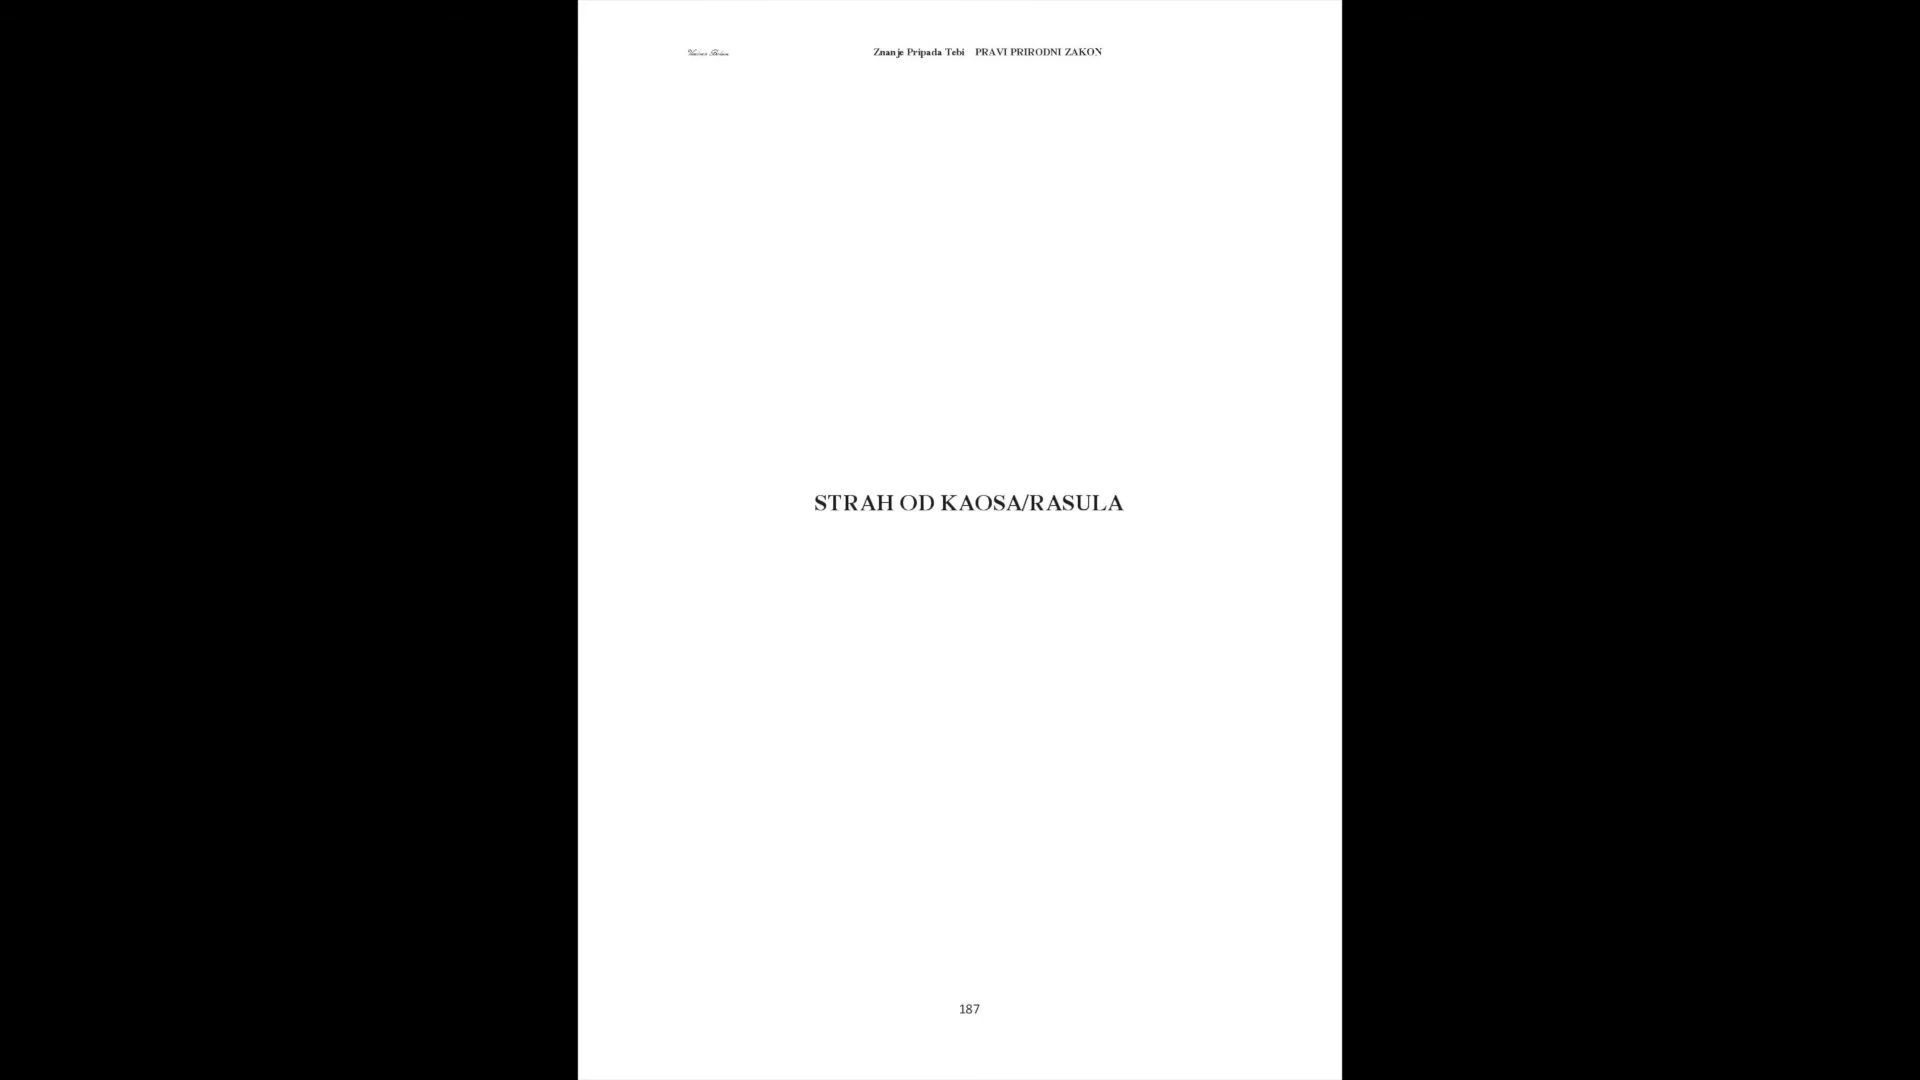 Znanje Pripada Tebi PRAVI PRIRODNI ZAKON
STRAH OD KAOSA/RASULA
187